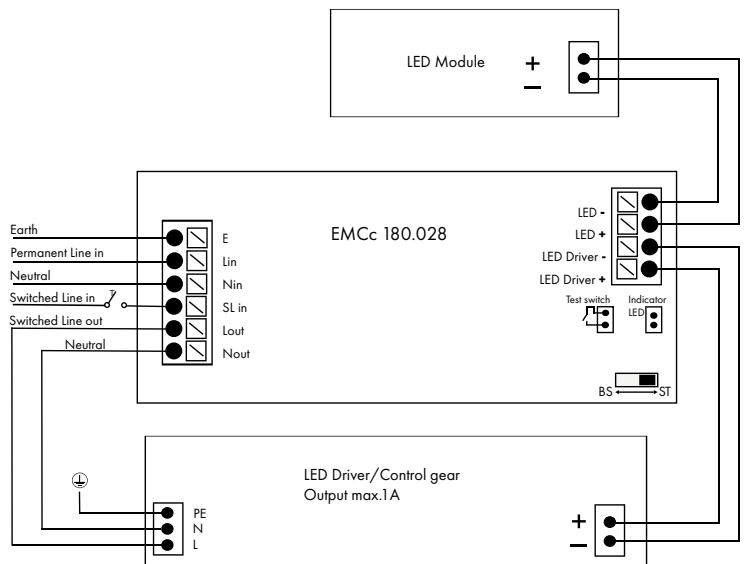 LED Module
+
−
EMCc 180.028
Earth
Permanent Line in
Neutral
Switched Line in
Switched Line out
Neutral
E
Lin
Nin
SL in
Lout
Nout
LED -
LED +
LED Driver -
LED Driver +
Test switch
Indicator
LED
BS
ST
LED Driver/Control gear
Output max.1A
PE
N
L
+
−